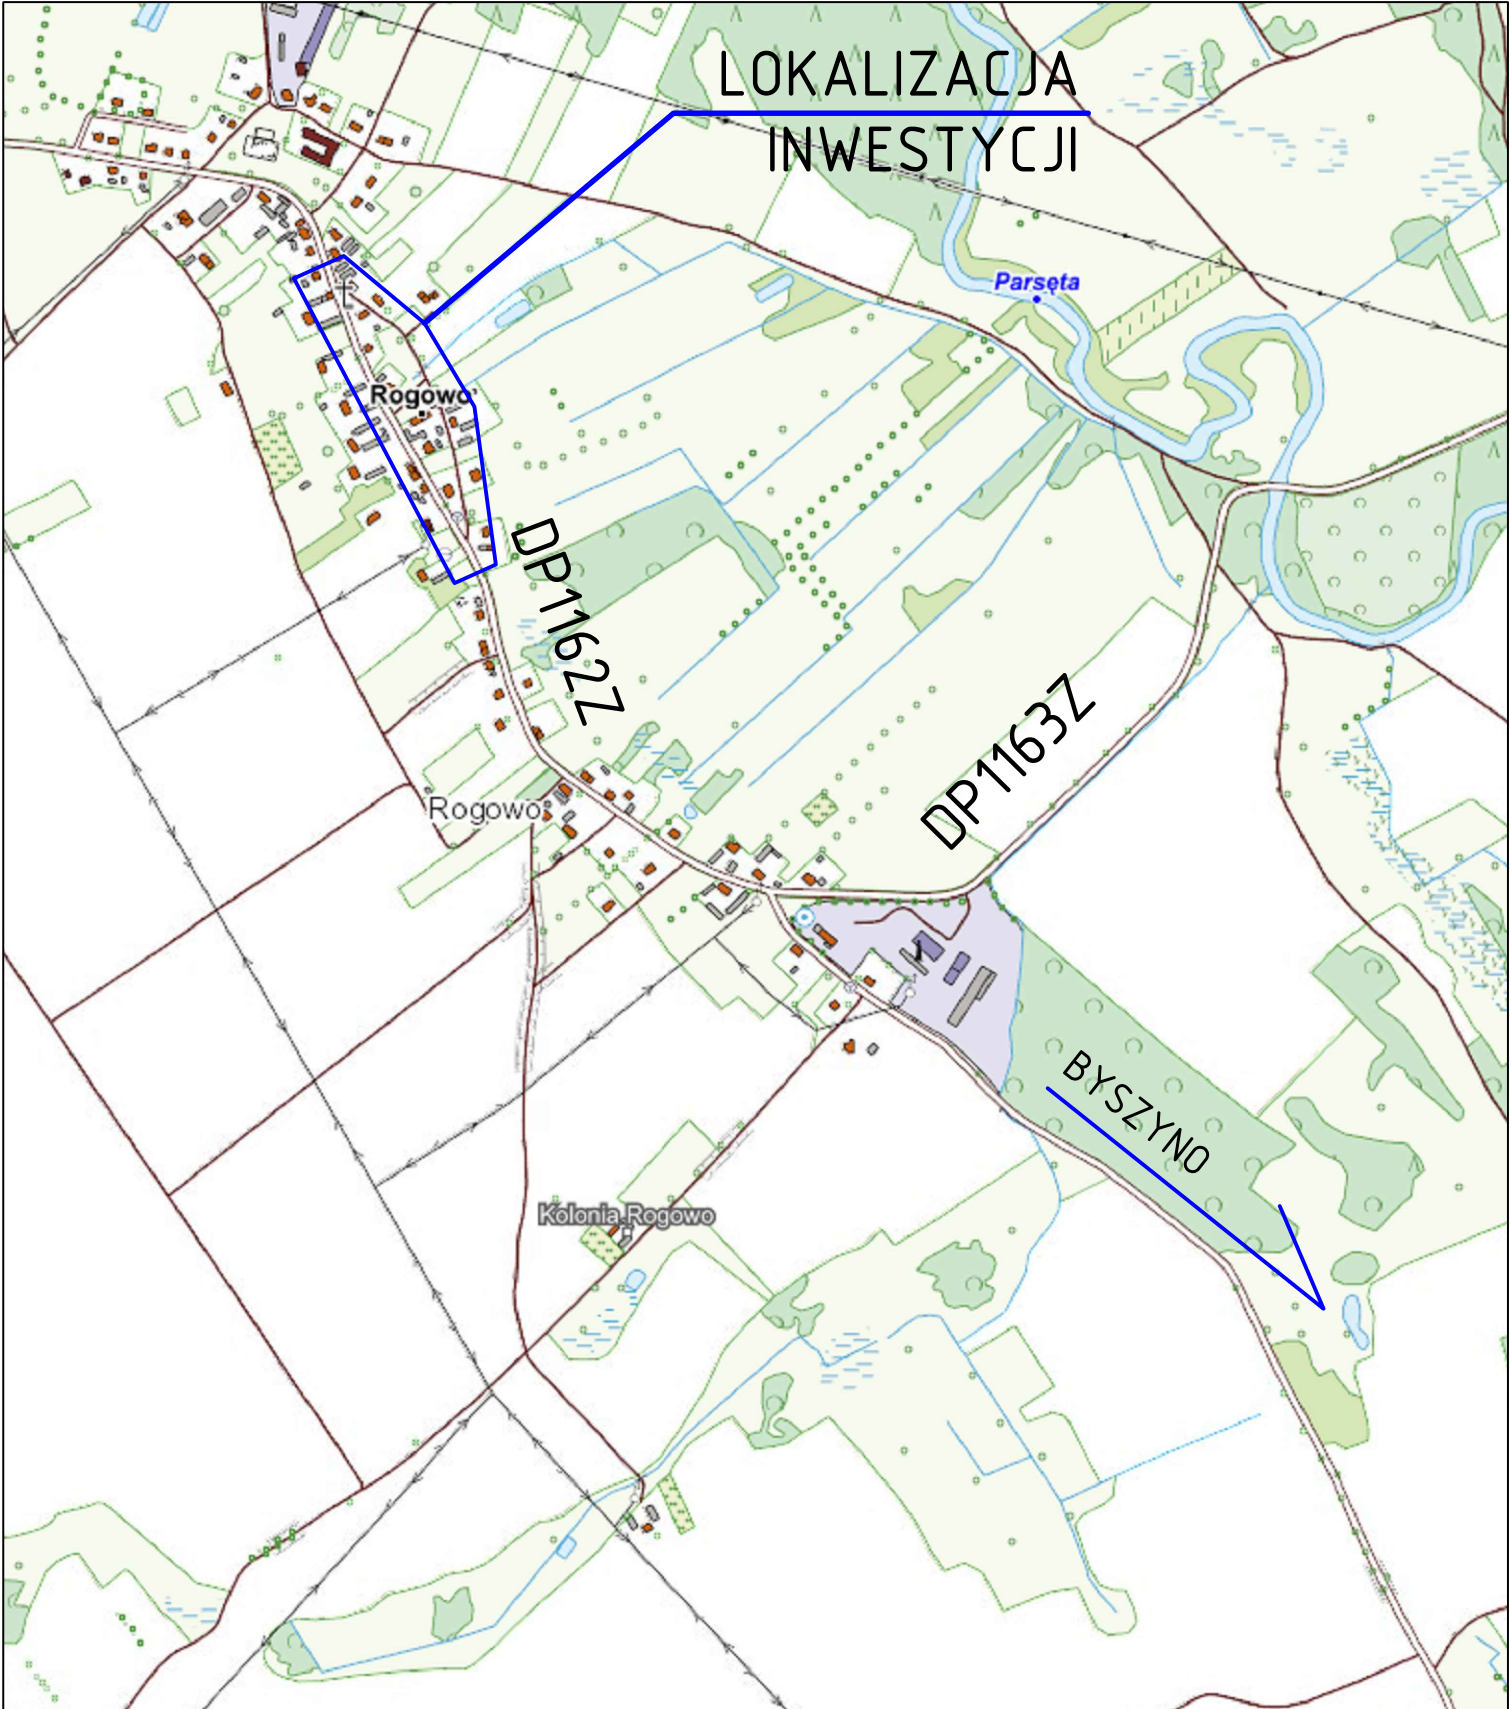 LOKALIZACJA
INWESTYCJI
Parsęta
Rogowo
DP1162Z
DP1163Z
Rogowo
BYSZYNO
Kolonia Rogowo